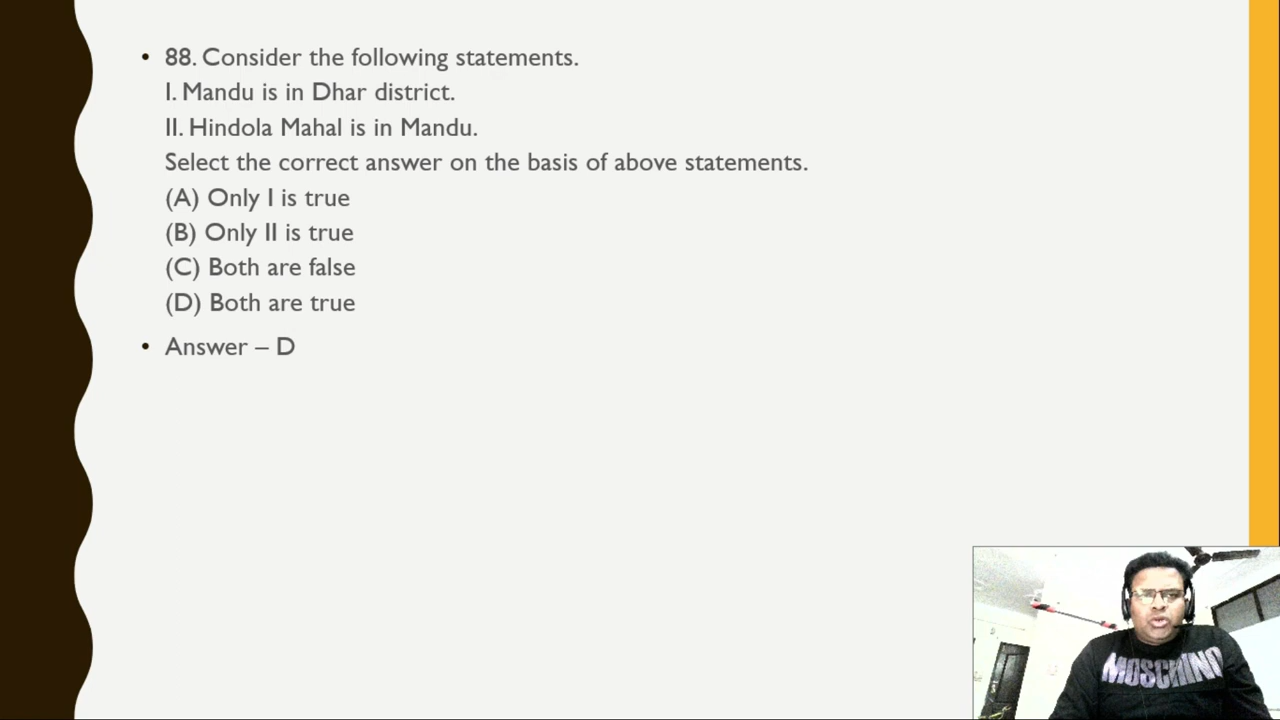 88. Consider the following statements.
I. Mandu is in Dhar district.
II. Hindola Mahal is in Mandu.
Select the correct answer on the basis of above statements.
(A) Only I is true
(B) Only II is true
(C) Both are false
(D) Both are true
Answer – D
MOSCHINO